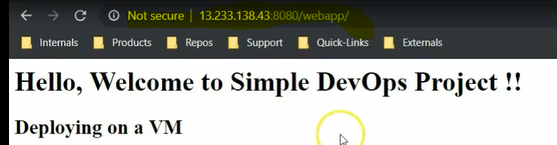 Not secure | 13.233.138.43:8080/webapp/
Internals Products Repos Support Quick-Links Externals
Hello, Welcome to Simple DevOps Project !!
Deploying on a VM